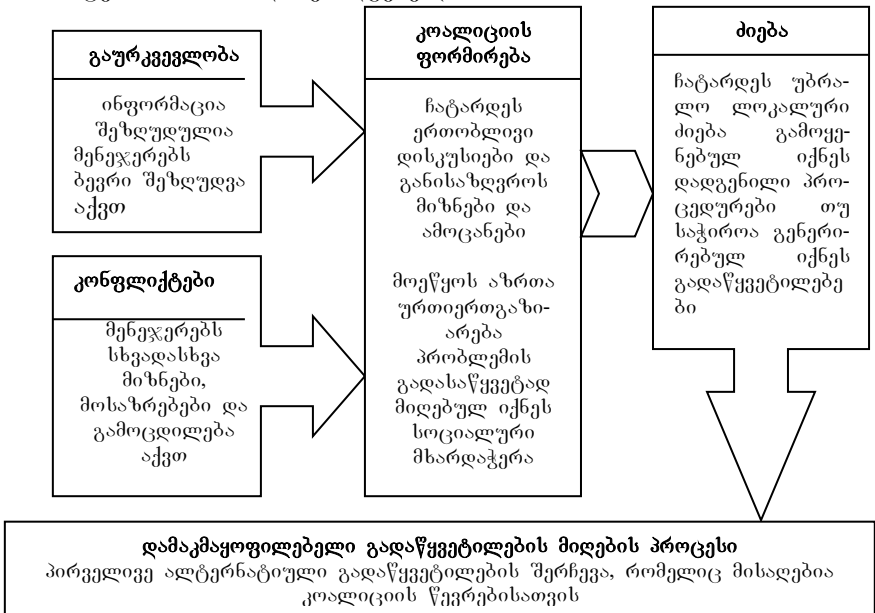 გაურკვევლობა
ინფორმაცია
შეზღუდულია
მენეჯერებს
ბევრი შეზღუდვა
აქვთ
კონფლიქტები
მენეჯერებს
სხვადასხვა
მიზნები,
მოსაზრებები და
გამოცდილება
აქვთ
კოალიციის
ფორმირება
ჩატარდეს
ერთობლივი
დისკუსიები და
განისაზღვროს
მიზნები და
ამოცანები
მოეწყოს აზრთა
ურთიერთგაზი-
არება
პრობლემის
გადასაწყვეტად
მიღებულ იქნეს
სოციალური
მხარდაჭერა
ძიება
ჩატარდეს უბრა-
ლო ლოკალური
ძიება გამოყე-
ნებულ იქნეს
დადგენილი პრო-
ცედურები თუ
საჭიროა გენერი-
რებულ იქნეს
გადაწყვეტილებე
ბი
დამაკმაყოფილებელი გადაწყვეტილების მიღების პროცესი
პირველივე ალტერნატიული გადაწყვეტილების შერჩევა, რომელიც მისაღებია
კოალიციის წევრებისათვის